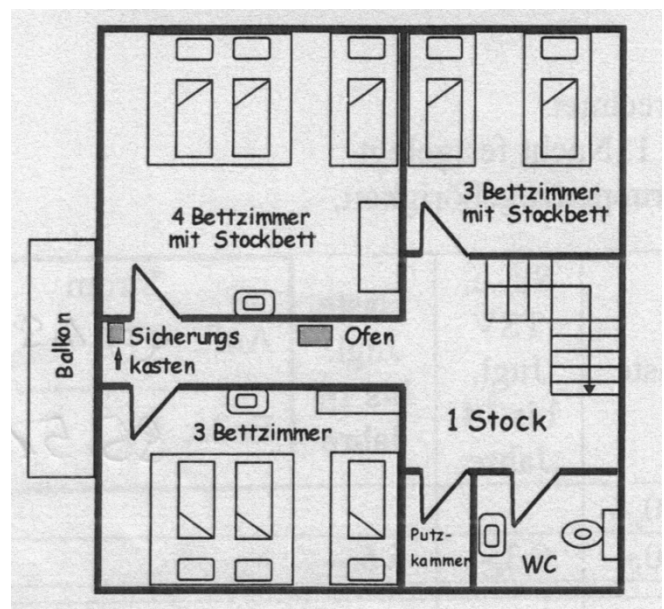 4 Bettzimmer
mit Stockbett
3 Bettzimmer
mit Stockbett
Balkon
Sicherungs
kasten
Ofen
3 Bettzimmer
1 Stock
Putz-
kammer
WC